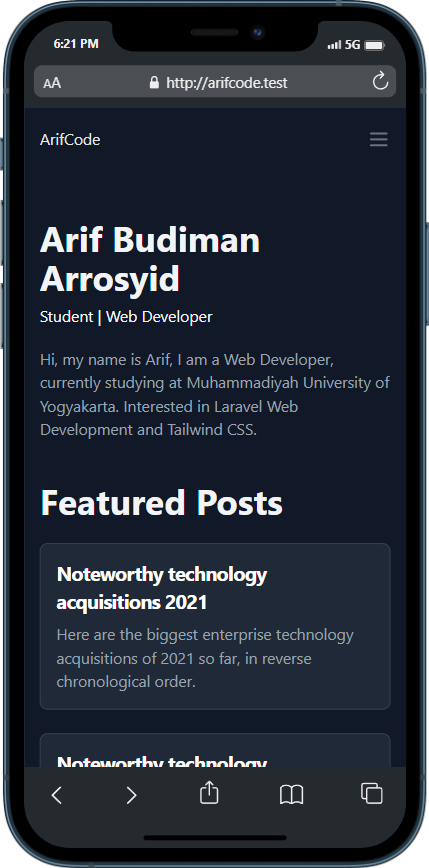 6:21 PM 5G
AA http://arifcode.test
ArifCode
Arif Budiman
Arrosyid
Student | Web Developer
Hi, my name is Arif, I am a Web Developer,
currently studying at Muhammadiyah University of
Yogyakarta. Interested in Laravel Web
Development and Tailwind CSS.
Featured Posts
Noteworthy technology
acquisitions 2021
Here are the biggest enterprise technology
acquisitions of 2021 so far, in reverse
chronological order.
Noteworthy technology